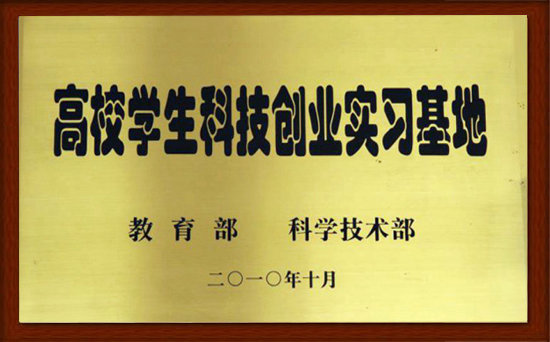 高校学生科技创业实习基地
教育部 科学技术部
二〇一〇年十月